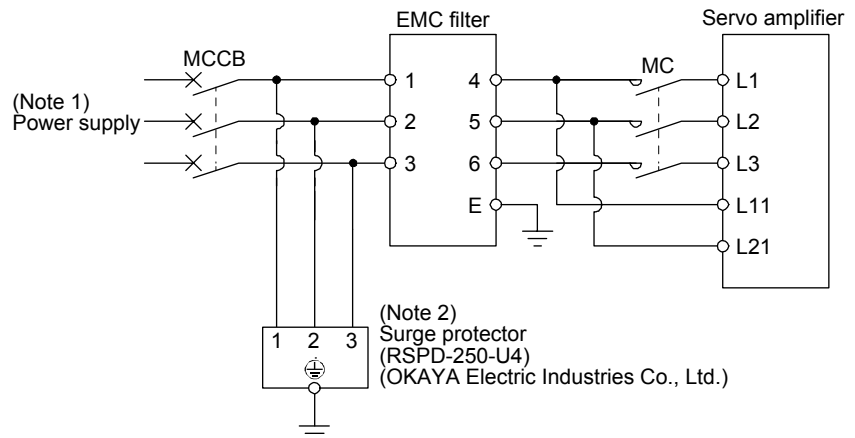 EMC filter
Servo amplifier
MCCB
MC
(Note 1)
Power supply
1
2
3
4
5
6
E
L1
L2
L3
L11
L21
1 2 3
(Note 2)
Surge protector
(RSPD-250-U4)
(OKAYA Electric Industries Co., Ltd.)